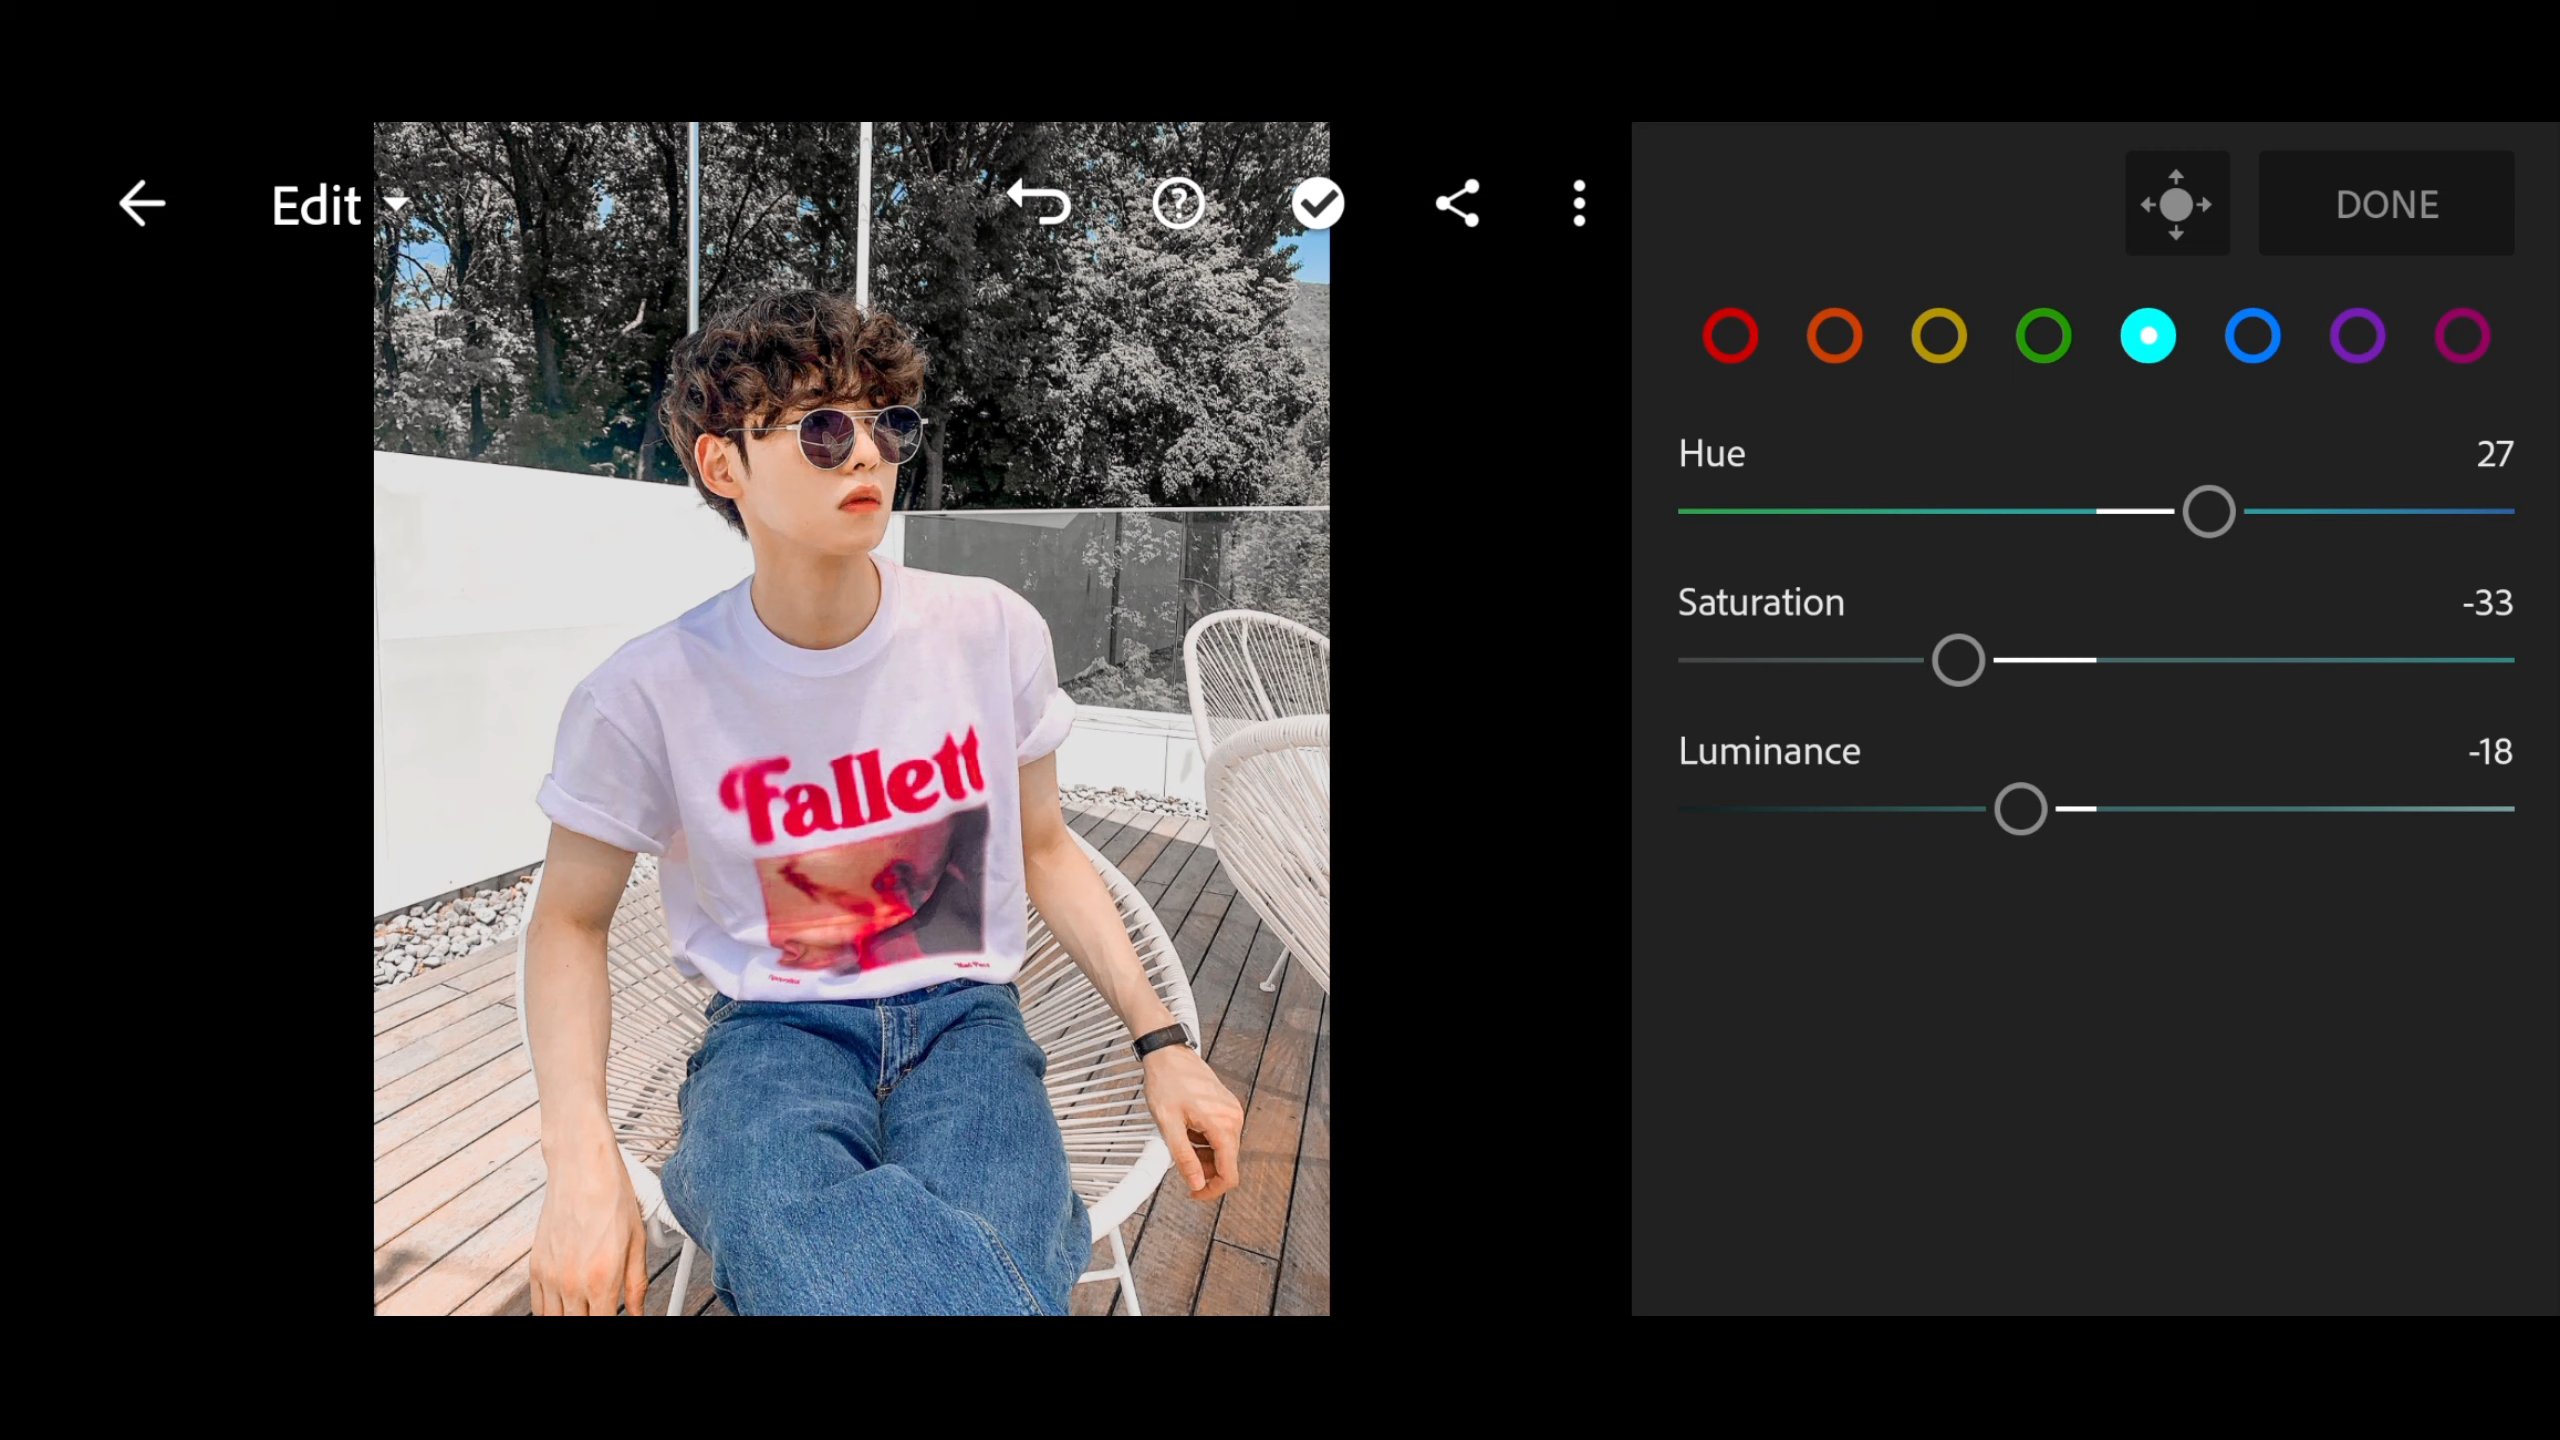 Edit
DONE
Hue 27
Saturation -33
Luminance -18
Fallett